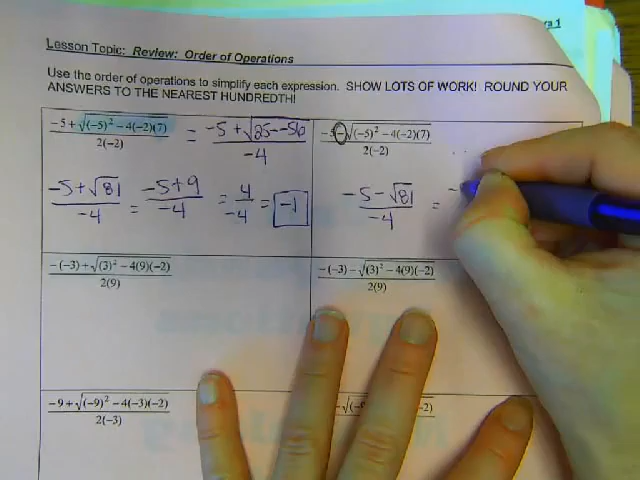 a 1
Lesson Topic: Review: Order of Operations
Use the order of operations to simplify each expression. SHOW LOTS OF WORK! ROUND YOUR
ANSWERS TO THE NEAREST HUNDREDTH!
−5 + √(−5)² − 4(−2)(7) / 2(−2) = −5 + √25 − −56 / −4
−5 + √81 / −4 = −5 + 9 / −4 = 4 / −4 = −1
−5 − √(−5)² − 4(−2)(7) / 2(−2)
−5 − √81 / −4 = −
−(−3) + √(3)² − 4(9)(−2) / 2(9)
−(−3) − √(3)² − 4(9)(−2) / 2(9)
−9 + √(−9)² − 4(−3)(−2) / 2(−3)
−√(−9 −2)